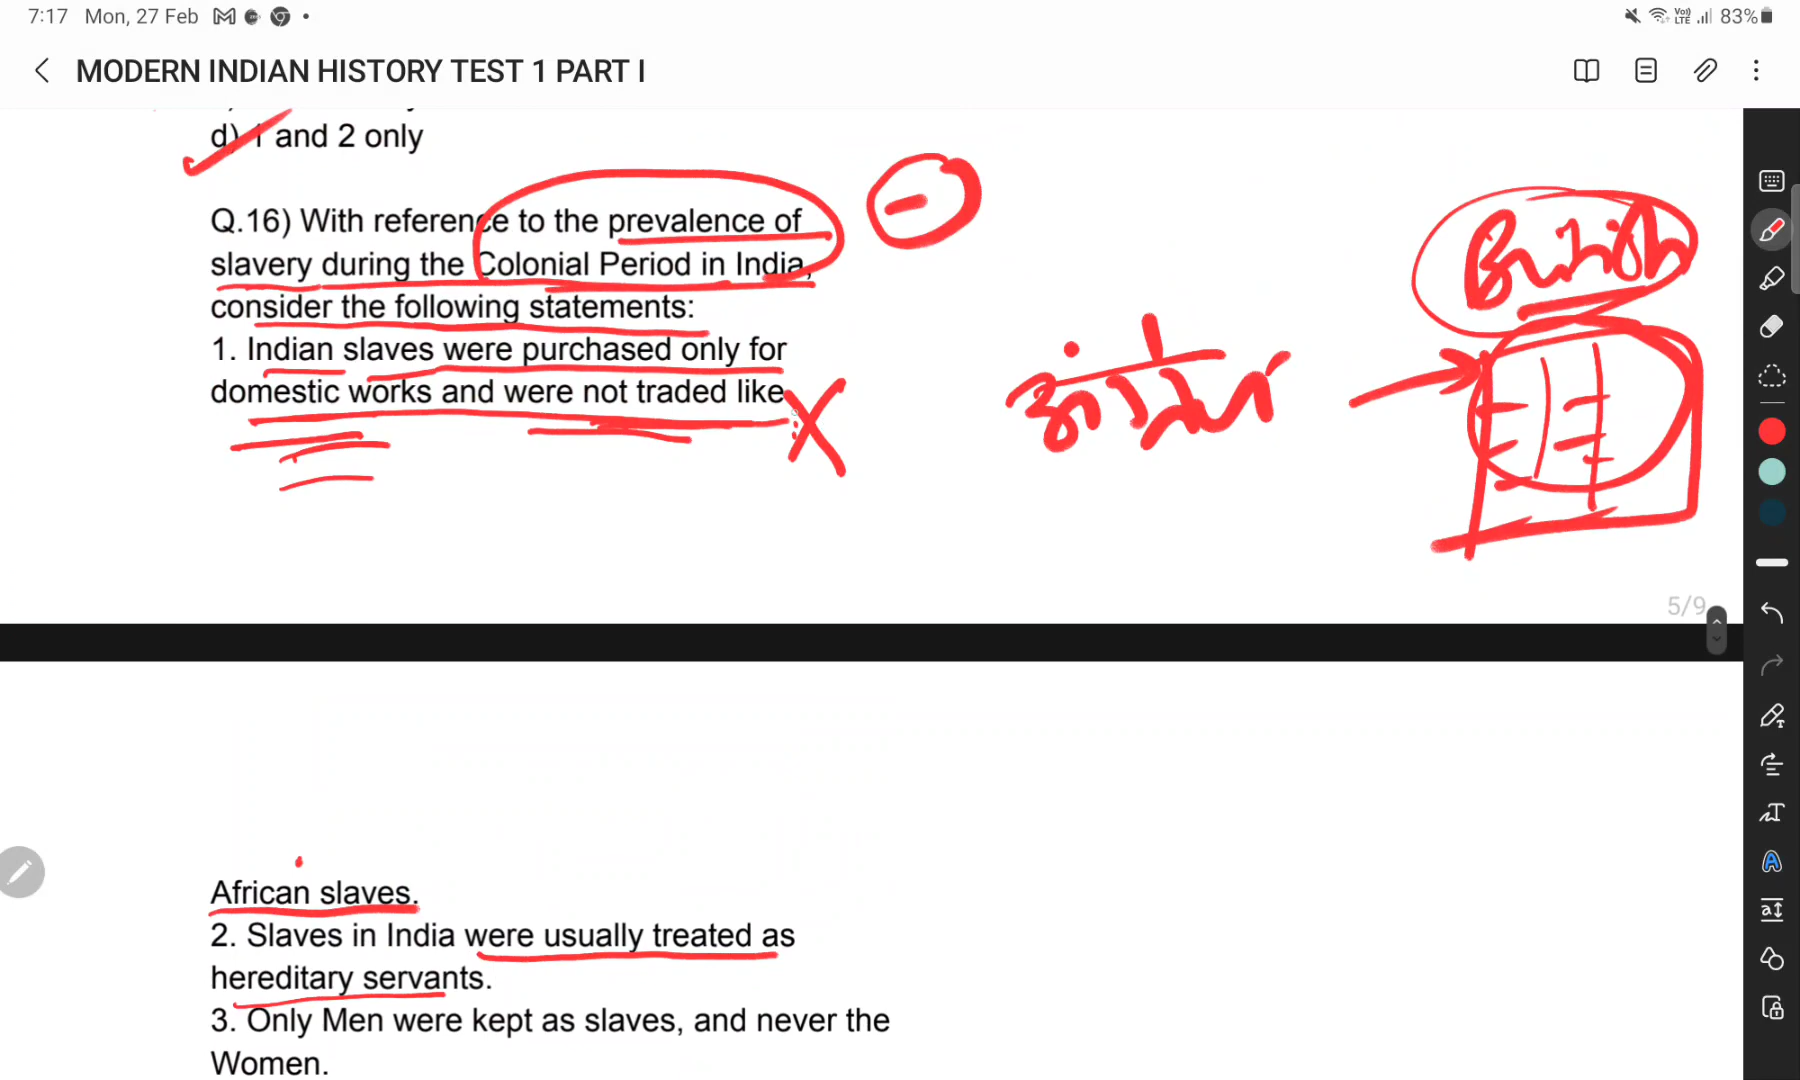 7:17 Mon, 27 Feb
Vo) LTE 83%
MODERN INDIAN HISTORY TEST 1 PART I
d) 1 and 2 only
Q.16) With reference to the prevalence of
slavery during the Colonial Period in India,
consider the following statements:
1. Indian slaves were purchased only for
domestic works and were not traded like
British
5/9
African slaves.
2. Slaves in India were usually treated as
hereditary servants.
3. Only Men were kept as slaves, and never the
Women.